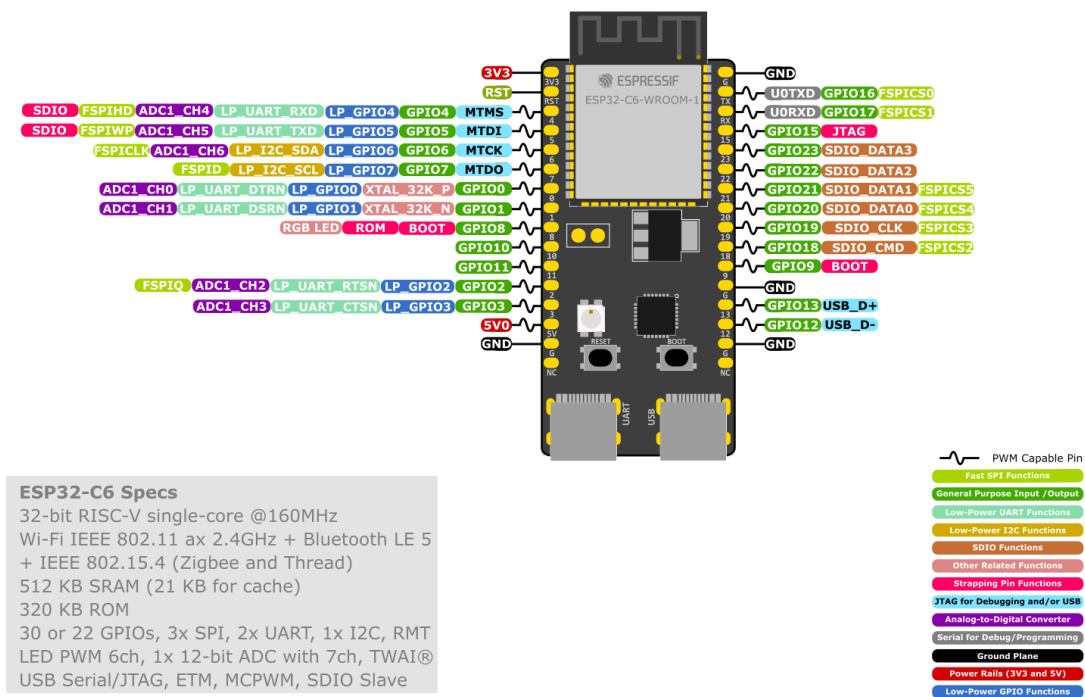 ESPRESSIF
ESP32-C6-WROOM-1
3V3 3V3 G GND
RST RST TX U0TXD GPIO16 FSPICS0
SDIO FSPIHD ADC1_CH4 LP_UART_RXD LP_GPIO4 GPIO4 MTMS 4 RX U0RXD GPIO17 FSPICS1
SDIO FSPIWP ADC1_CH5 LP_UART_TXD LP_GPIO5 GPIO5 MTDI 5 15 GPIO15 JTAG
FSPICLK ADC1_CH6 LP_I2C_SDA LP_GPIO6 GPIO6 MTCK 6 23 GPIO23 SDIO_DATA3
FSPID LP_I2C_SCL LP_GPIO7 GPIO7 MTDO 7 22 GPIO22 SDIO_DATA2
ADC1_CH0 LP_UART_DTRN LP_GPIO0 XTAL_32K_P GPIO0 0 21 GPIO21 SDIO_DATA1 FSPICS5
ADC1_CH1 LP_UART_DSRN LP_GPIO1 XTAL_32K_N GPIO1 1 20 GPIO20 SDIO_DATA0 FSPICS4
RGB LED ROM BOOT GPIO8 8 19 GPIO19 SDIO_CLK FSPICS3
GPIO10 10 18 GPIO18 SDIO_CMD FSPICS2
GPIO11 11 9 GPIO9 BOOT
FSPIQ ADC1_CH2 LP_UART_RTSN LP_GPIO2 GPIO2 2 G GND
ADC1_CH3 LP_UART_CTSN LP_GPIO3 GPIO3 3 13 GPIO13 USB_D+
5V0 5V 12 GPIO12 USB_D-
GND G RESET BOOT G GND
NC NC
UART USB
PWM Capable Pin
Fast SPI Functions
General Purpose Input /Output
Low-Power UART Functions
Low-Power I2C Functions
SDIO Functions
Other Related Functions
Strapping Pin Functions
JTAG for Debugging and/or USB
Analog-to-Digital Converter
Serial for Debug/Programming
Ground Plane
Power Rails (3V3 and 5V)
Low-Power GPIO Functions
ESP32-C6 Specs
32-bit RISC-V single-core @160MHz
Wi-Fi IEEE 802.11 ax 2.4GHz + Bluetooth LE 5
+ IEEE 802.15.4 (Zigbee and Thread)
512 KB SRAM (21 KB for cache)
320 KB ROM
30 or 22 GPIOs, 3x SPI, 2x UART, 1x I2C, RMT
LED PWM 6ch, 1x 12-bit ADC with 7ch, TWAI®
USB Serial/JTAG, ETM, MCPWM, SDIO Slave